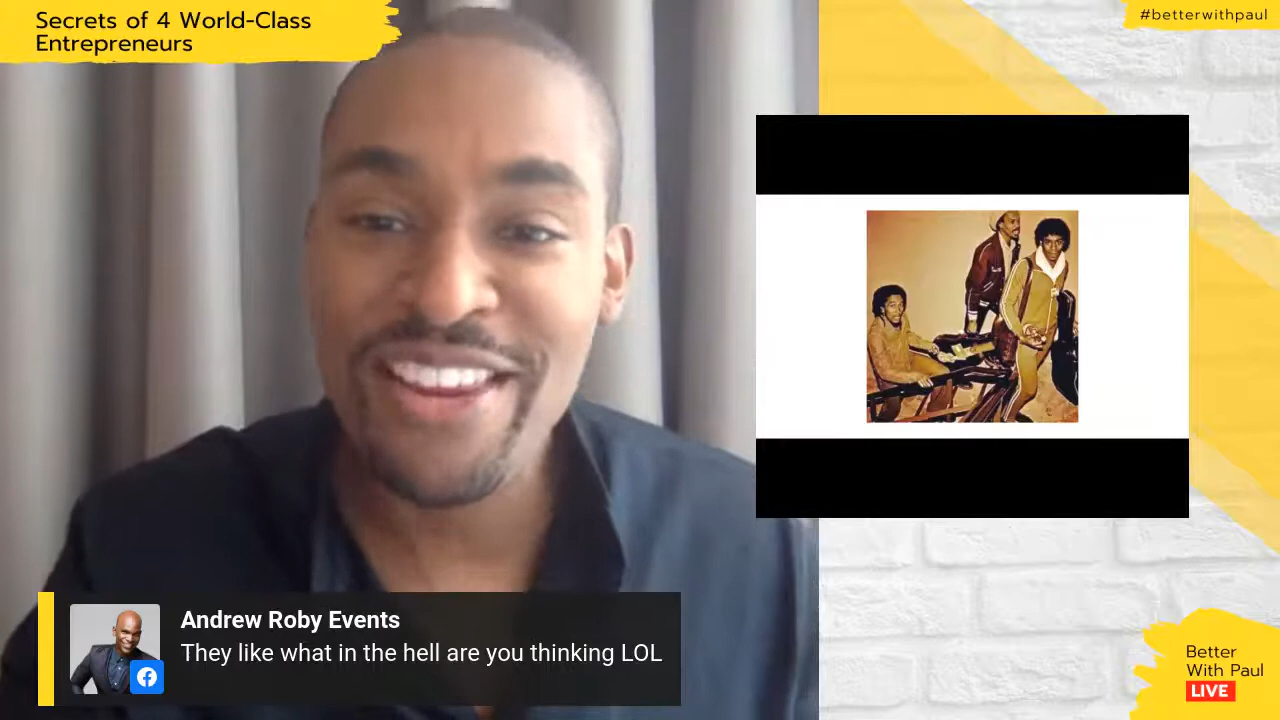 Secrets of 4 World-Class
Entrepreneurs
#betterwithpaul
Andrew Roby Events
They like what in the hell are you thinking LOL
Better
With Paul
LIVE